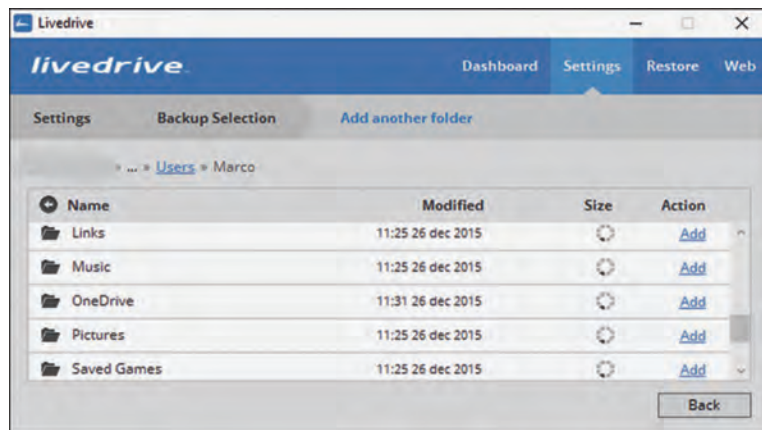 Livedrive
livedrive Dashboard Settings Restore Web
Settings Backup Selection Add another folder
» ... » Users » Marco
Name Modified Size Action
Links 11:25 26 dec 2015 Add
Music 11:25 26 dec 2015 Add
OneDrive 11:31 26 dec 2015 Add
Pictures 11:25 26 dec 2015 Add
Saved Games 11:25 26 dec 2015 Add
Back